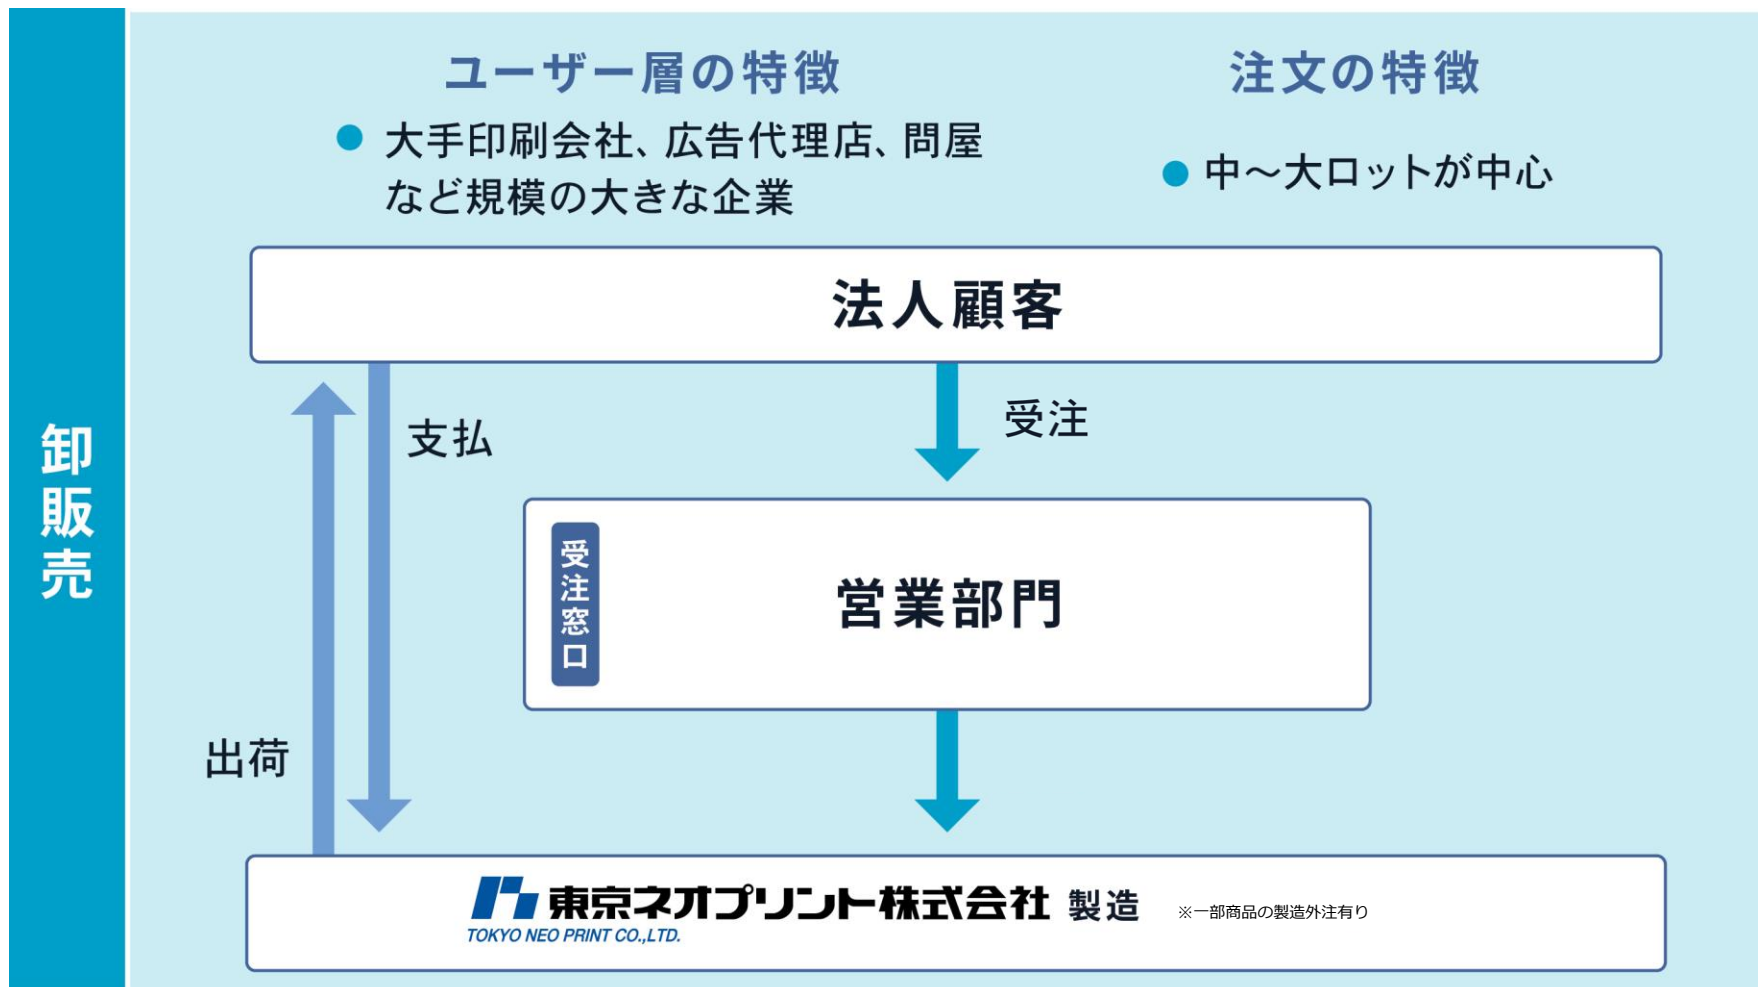 卸販売
ユーザー層の特徴
大手印刷会社、広告代理店、問屋
など規模の大きな企業
注文の特徴
中～大ロットが中心
法人顧客
支払
受注
受注窓口
営業部門
出荷
東京ネオプリント株式会社 製造 ※一部商品の製造外注有り
TOKYO NEO PRINT CO.,LTD.